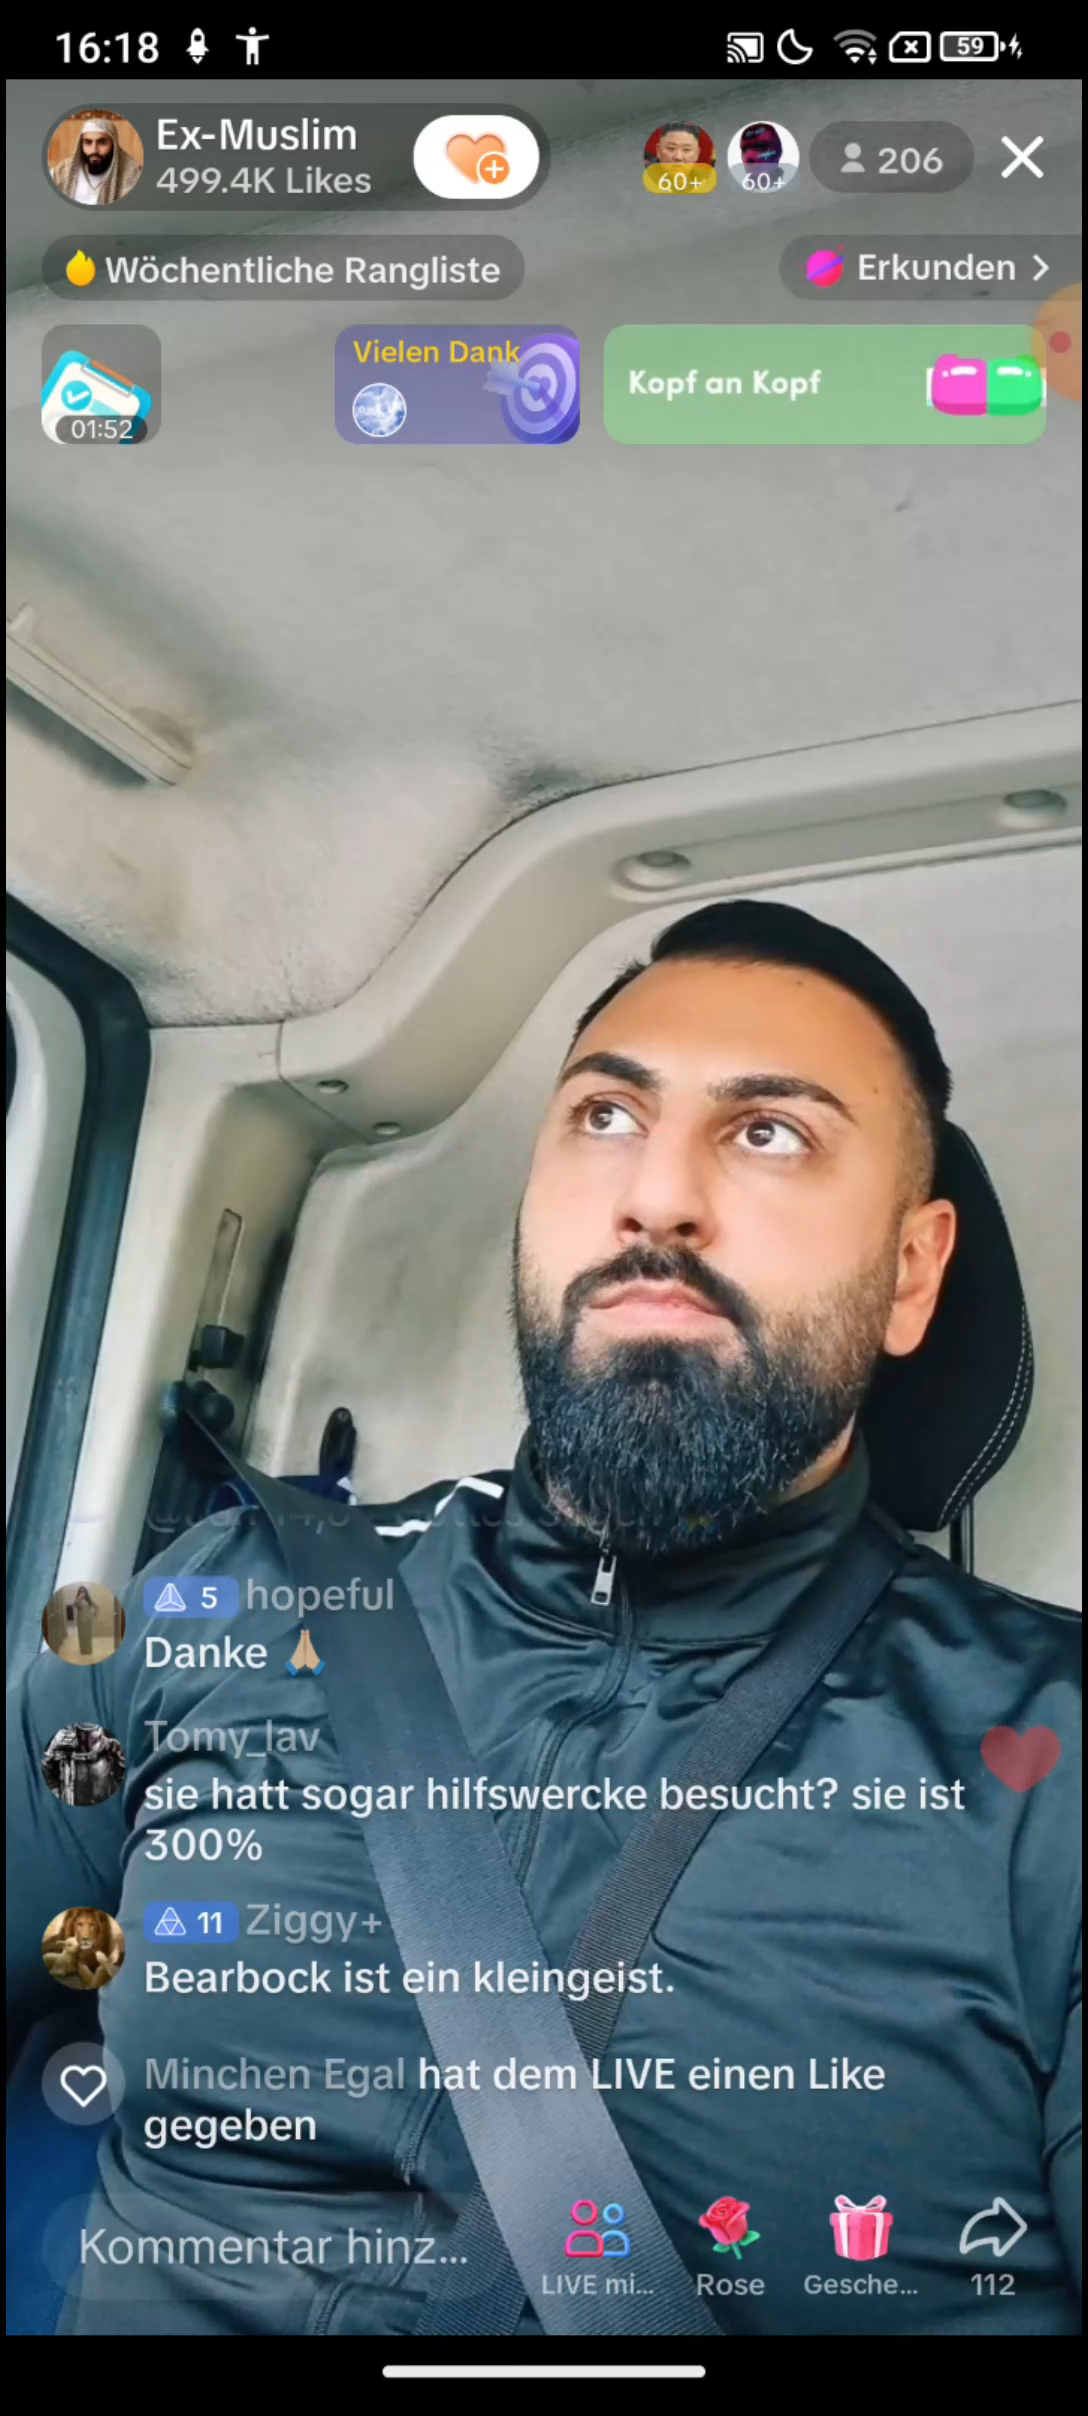 16:18
59
Ex-Muslim
499.4K Likes
60+
60+
206
Wöchentliche Rangliste
Erkunden >
01:52
Vielen Dank
Kopf an Kopf
5 hopeful
Danke 🙏🏽
Tomy_lav
sie hatt sogar hilfswercke besucht? sie ist
300%
11 Ziggy+
Bearbock ist ein kleingeist.
Minchen Egal hat dem LIVE einen Like
gegeben
Kommentar hinz...
LIVE mi...
Rose
Gesche...
112